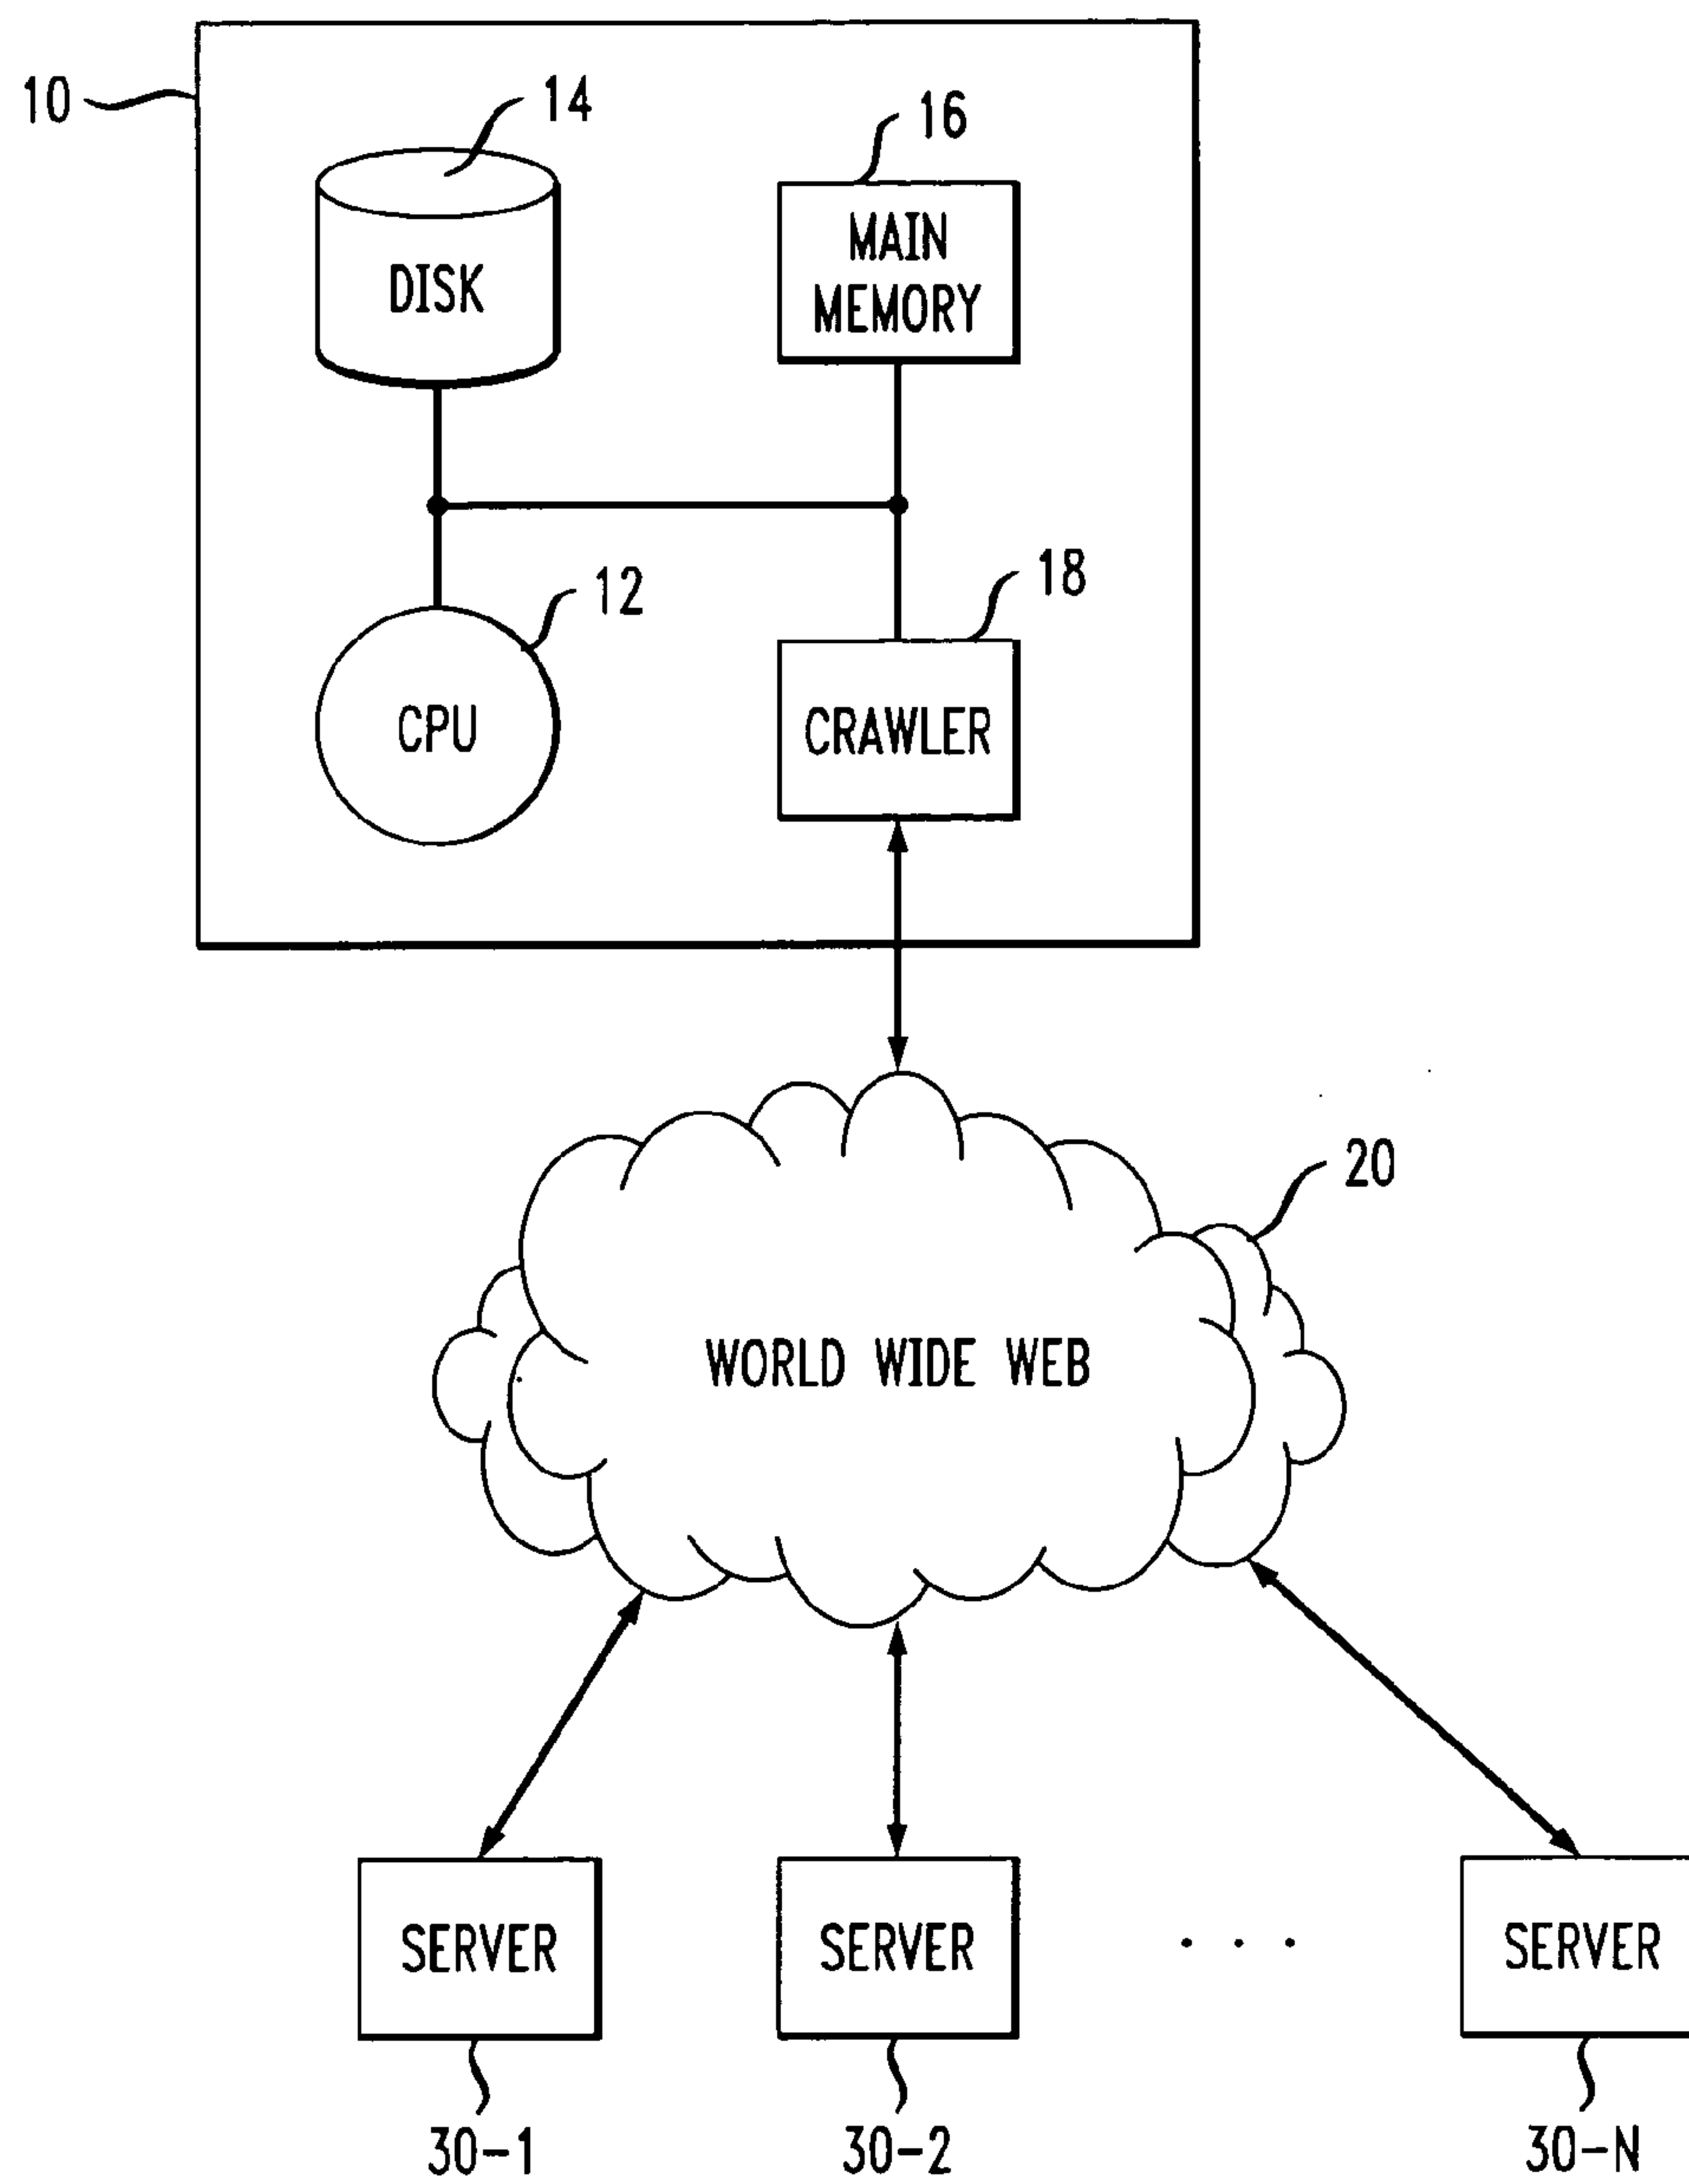 10
14
16
DISK
MAIN
MEMORY
12
18
CPU
CRAWLER
20
WORLD WIDE WEB
SERVER
SERVER
. . .
SERVER
30-1
30-2
30-N